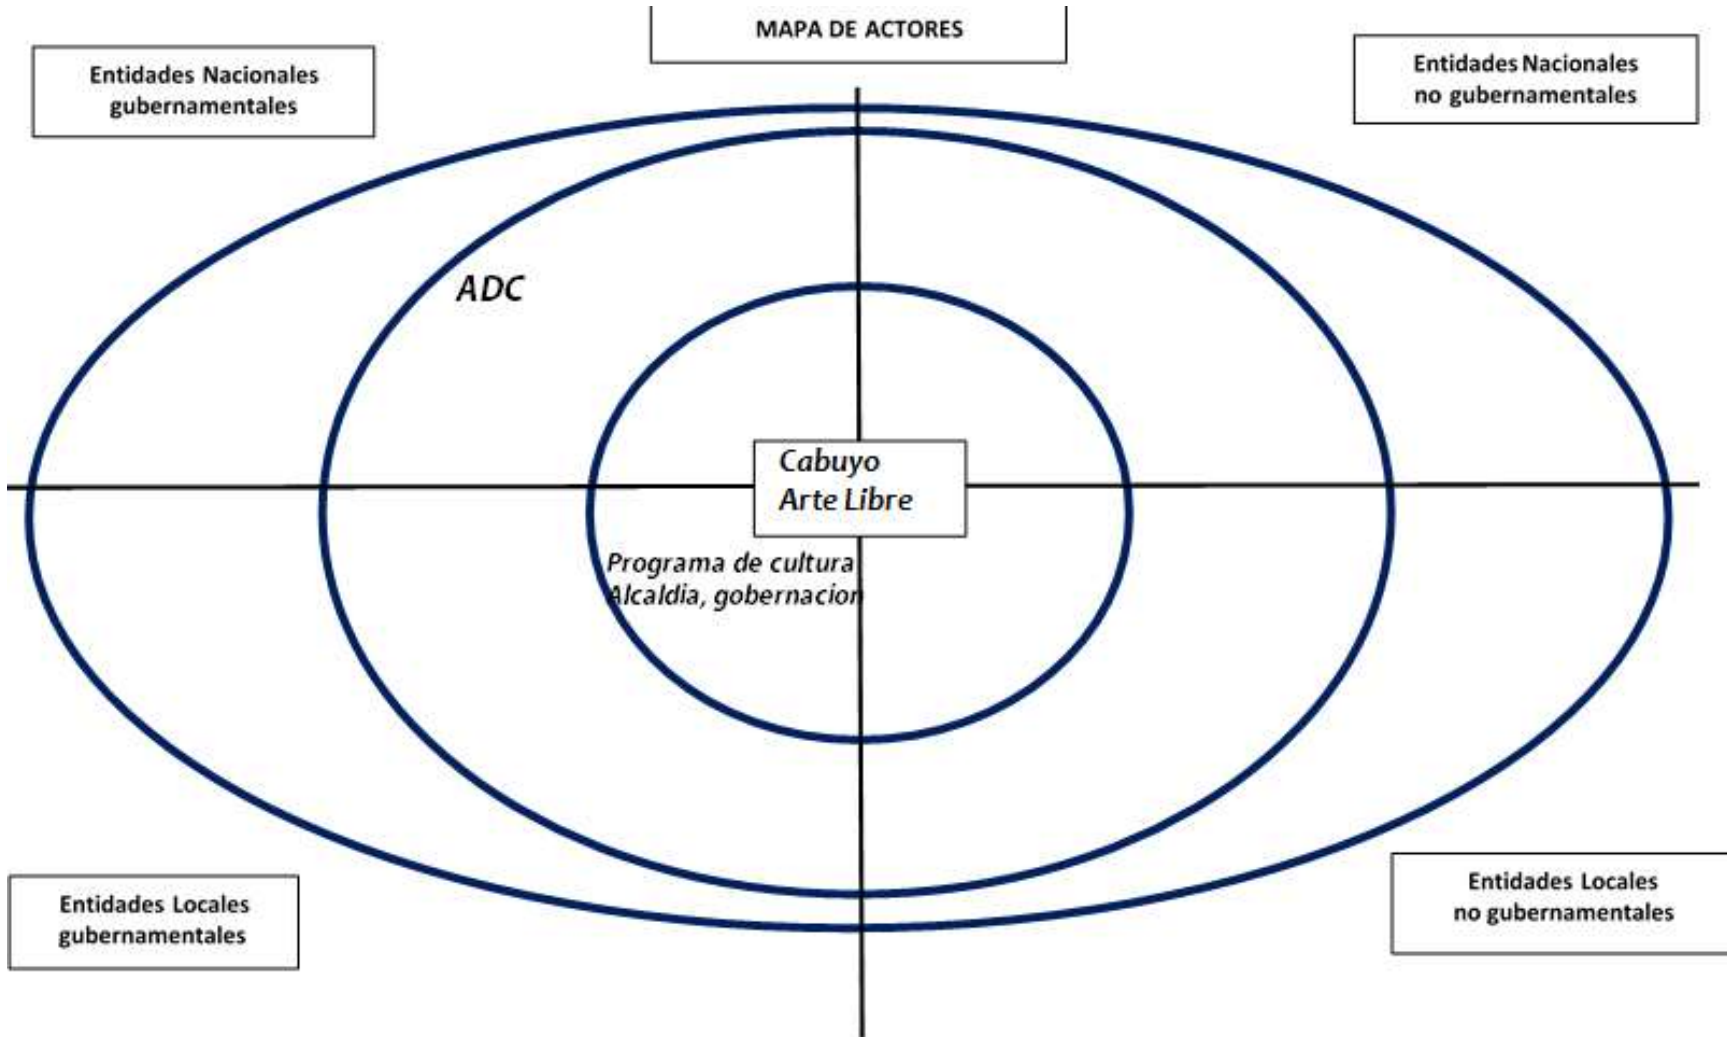 MAPA DE ACTORES
Entidades Nacionales
gubernamentales
Entidades Nacionales
no gubernamentales
ADC
Cabuyo
Arte Libre
Programa de cultura
Alcaldia, gobernacion
Entidades Locales
gubernamentales
Entidades Locales
no gubernamentales